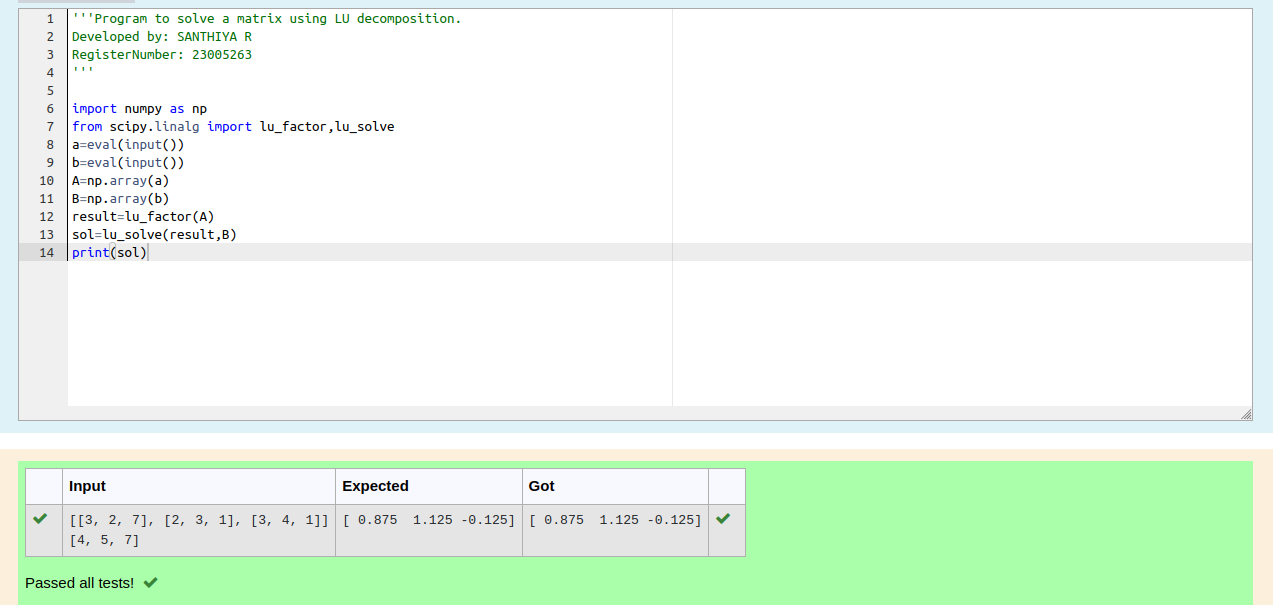 1 '''Program to solve a matrix using LU decomposition.
2 Developed by: SANTHIYA R
3 RegisterNumber: 23005263
4 '''
5
6 import numpy as np
7 from scipy.linalg import lu_factor,lu_solve
8 a=eval(input())
9 b=eval(input())
10 A=np.array(a)
11 B=np.array(b)
12 result=lu_factor(A)
13 sol=lu_solve(result,B)
14 print(sol)
Input Expected Got
[[3, 2, 7], [2, 3, 1], [3, 4, 1]] [ 0.875  1.125 -0.125] [ 0.875  1.125 -0.125]
[4, 5, 7]
Passed all tests!